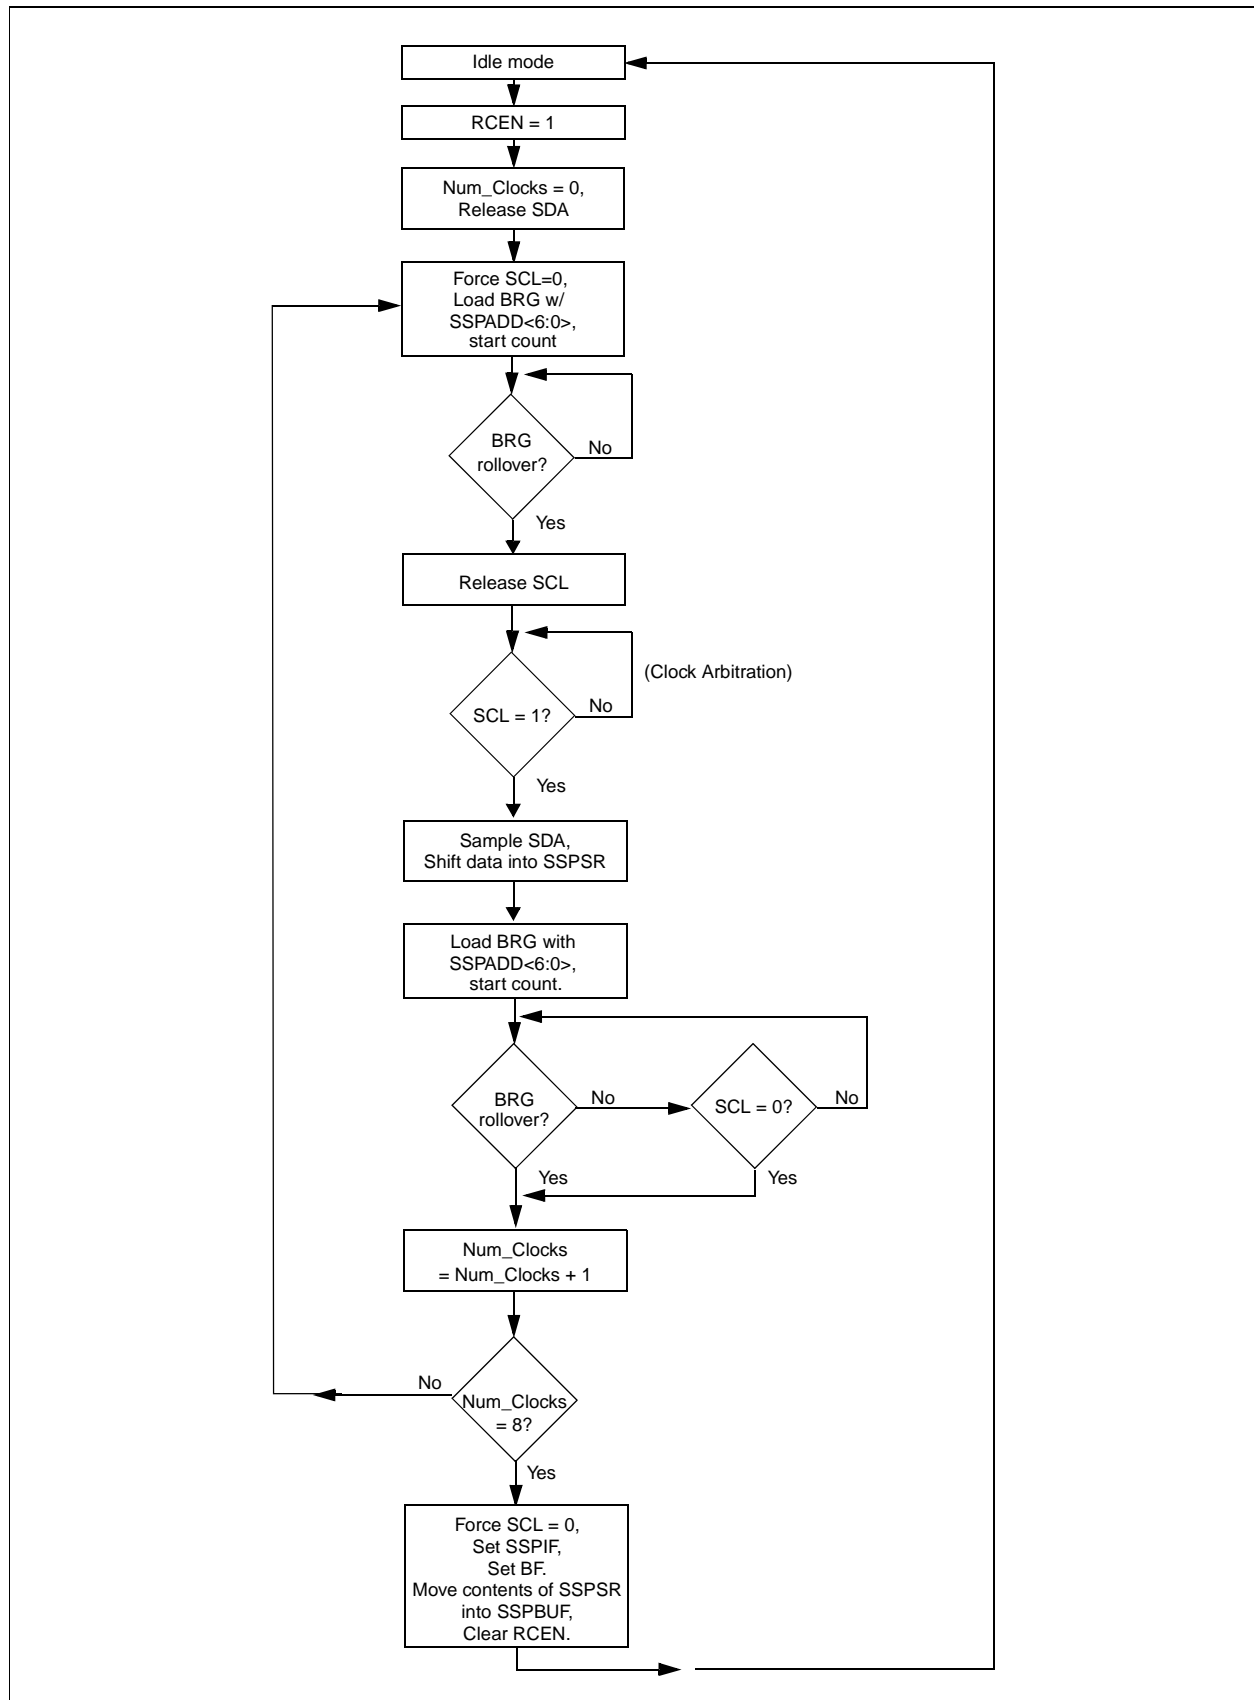 Idle mode
RCEN = 1
Num_Clocks = 0,
Release SDA
Force SCL=0,
Load BRG w/
SSPADD<6:0>,
start count
BRG
rollover?
No
Yes
Release SCL
(Clock Arbitration)
SCL = 1?
No
Yes
Sample SDA,
Shift data into SSPSR
Load BRG with
SSPADD<6:0>,
start count.
BRG
rollover?
No
SCL = 0?
No
Yes
Yes
Num_Clocks
= Num_Clocks + 1
No
Num_Clocks
= 8?
Yes
Force SCL = 0,
Set SSPIF,
Set BF.
Move contents of SSPSR
into SSPBUF,
Clear RCEN.